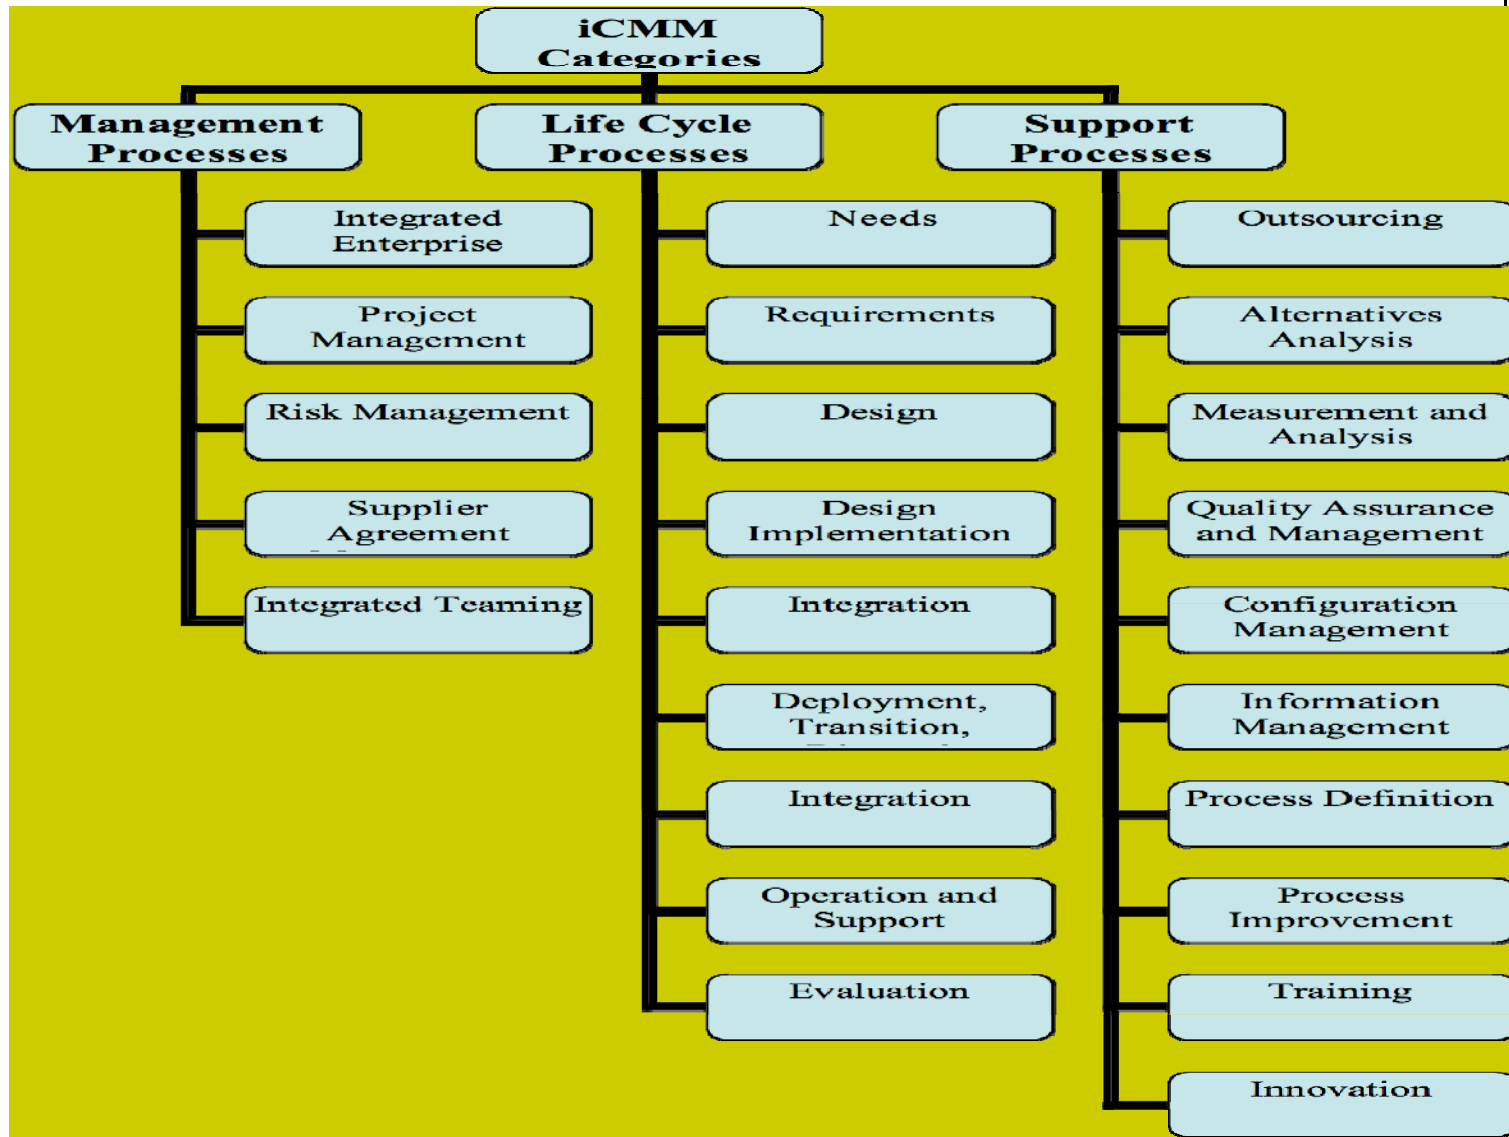 iCMM
Categories
Management
Processes
Integrated
Enterprise
Project
Management
Risk Management
Supplier
Agreement
Integrated Teaming
Life Cycle
Processes
Needs
Requirements
Design
Design
Implementation
Integration
Deployment,
Transition,
Integration
Operation and
Support
Evaluation
Support
Processes
Outsourcing
Alternatives
Analysis
Measurement and
Analysis
Quality Assurance
and Management
Configuration
Management
Information
Management
Process Definition
Process
Improvement
Training
Innovation